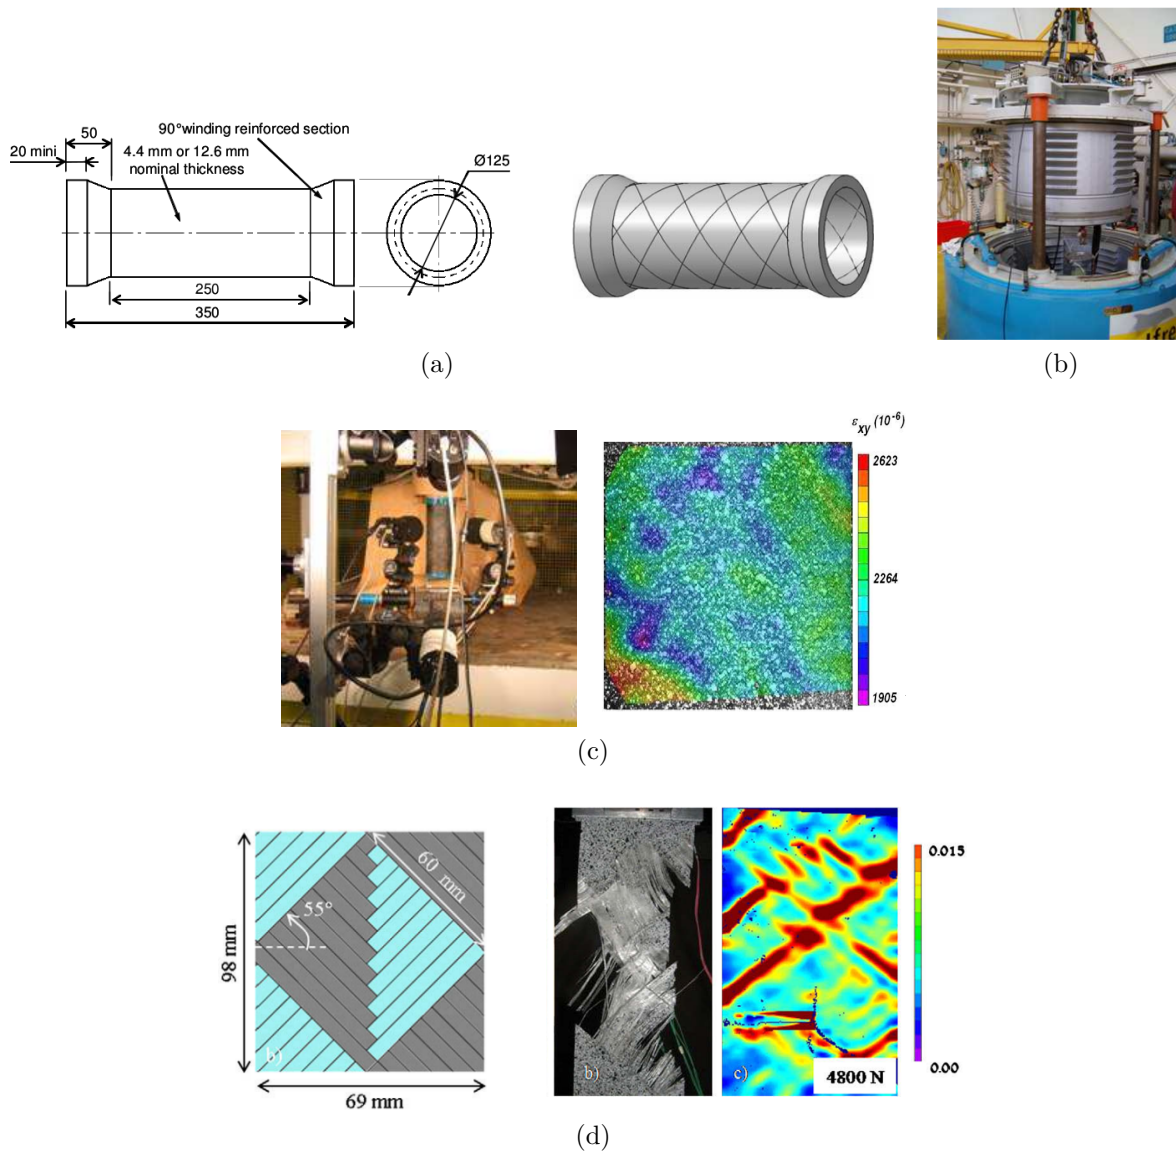 50
90°winding reinforced section
20 mini
4.4 mm or 12.6 mm
nominal thickness
Ø125
250
350
(a)
(b)
ε_xy (10⁻⁶)
2623
2264
1905
(c)
60 mm
55°
98 mm
b)
69 mm
b)
c)
4800 N
0.015
0.00
(d)